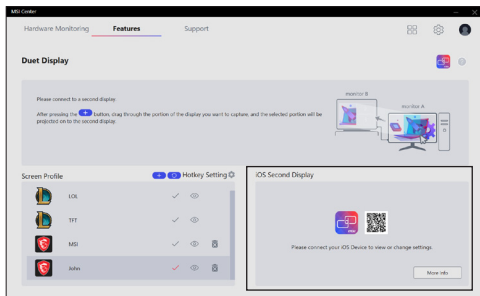 MSI Center
Hardware Monitoring Features Support
Duet Display
Please connect to a second display.
After pressing the + button, drag through the portion of the display you want to capture, and the selected portion will be
projected on to the second display.
monitor B
monitor A
Screen Profile
Hotkey Setting
LOL
TFT
MSI
John
iOS Second Display
Please connect your iOS Device to view or change settings.
More Info